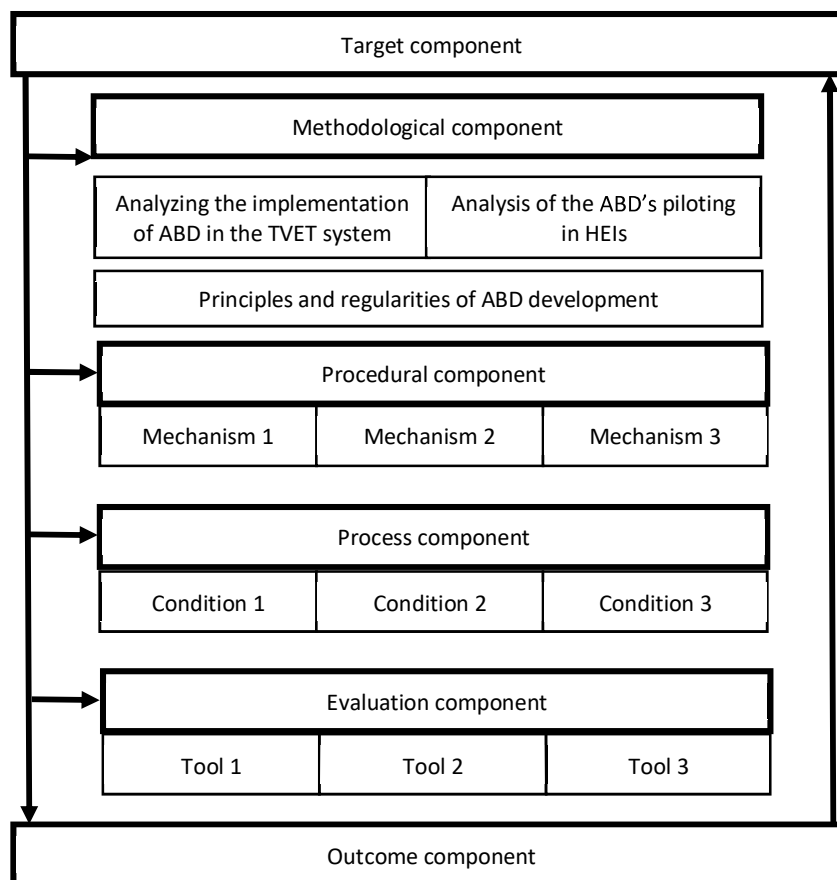 Target component
Methodological component
Analyzing the implementation
of ABD in the TVET system
Analysis of the ABD’s piloting
in HEIs
Principles and regularities of ABD development
Procedural component
Mechanism 1
Mechanism 2
Mechanism 3
Process component
Condition 1
Condition 2
Condition 3
Evaluation component
Tool 1
Tool 2
Tool 3
Outcome component